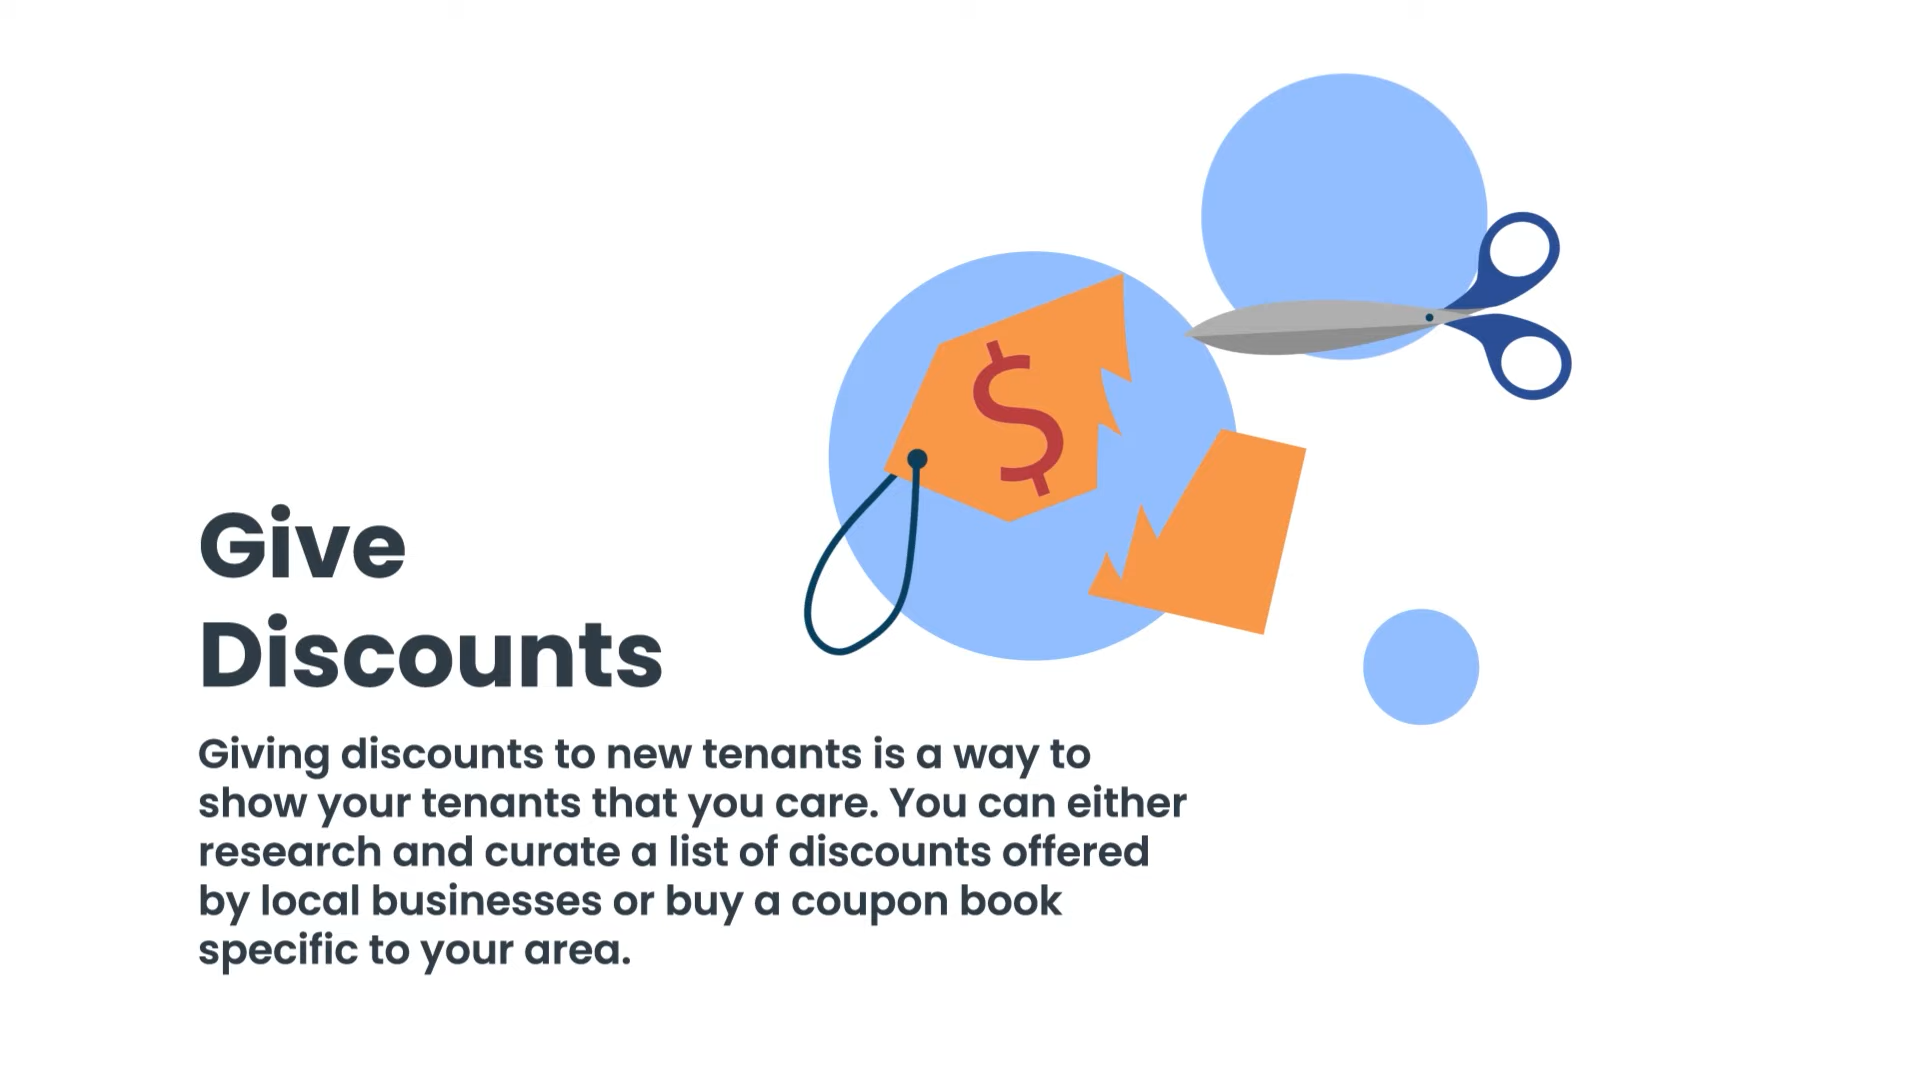 $
Give
Discounts
Giving discounts to new tenants is a way to
show your tenants that you care. You can either
research and curate a list of discounts offered
by local businesses or buy a coupon book
specific to your area.